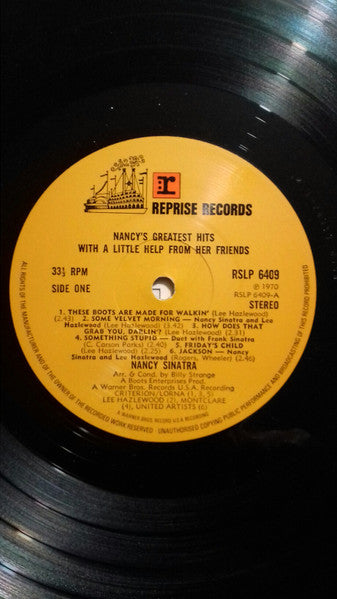 r
REPRISE RECORDS
NANCY'S GREATEST HITS
WITH A LITTLE HELP FROM HER FRIENDS
33⅓ RPM
SIDE ONE
RSLP 6409
℗ 1970
RSLP 6409-A
STEREO
1. THESE BOOTS ARE MADE FOR WALKIN' (Lee Hazlewood)
(2.43) 2. SOME VELVET MORNING — Nancy Sinatra and Lee
Hazlewood (3.42) 3. HOW DOES THAT
GRAB YOU, DARLIN'? (Lee Hazlewood) (2.31)
4. SOMETHING STUPID — Duet with Frank Sinatra
(C. Carson Parks) (2.40) 5. FRIDAY'S CHILD
(Lee Hazlewood) (2.25) 6. JACKSON — Nancy
Sinatra and Lee Hazlewood (Rogers, Wheeler) (2.46)
NANCY SINATRA
Arr. & Cond. by Billy Strange
A Boots Enterprises Prod.
A Warner Bros. Records U.S.A. Recording
CRITERION/LORNA (1, 3, 5)
LEE HAZLEWOOD (2), MONTCLARE
(4), UNITED ARTISTS (6)
A WARNER BROS. RECORDS U.S.A. RECORDING
ALL RIGHTS OF THE MANUFACTURER AND OF THE OWNER OF THE RECORDED WORK RESERVED · UNAUTHORISED COPYING PUBLIC PERFORMANCE AND BROADCASTING OF THIS RECORD PROHIBITED